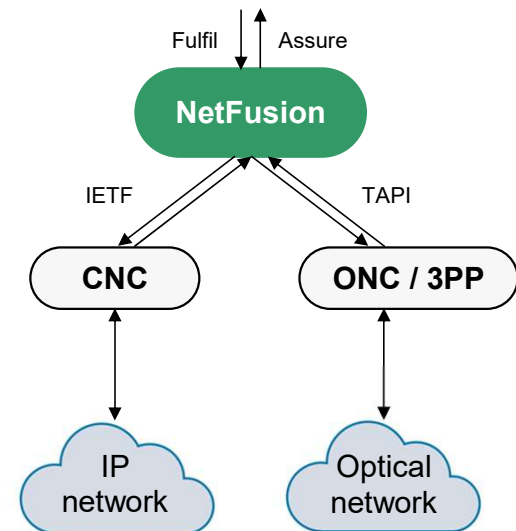 Fulfil
Assure
NetFusion
IETF
TAPI
CNC
ONC / 3PP
IP
network
Optical
network